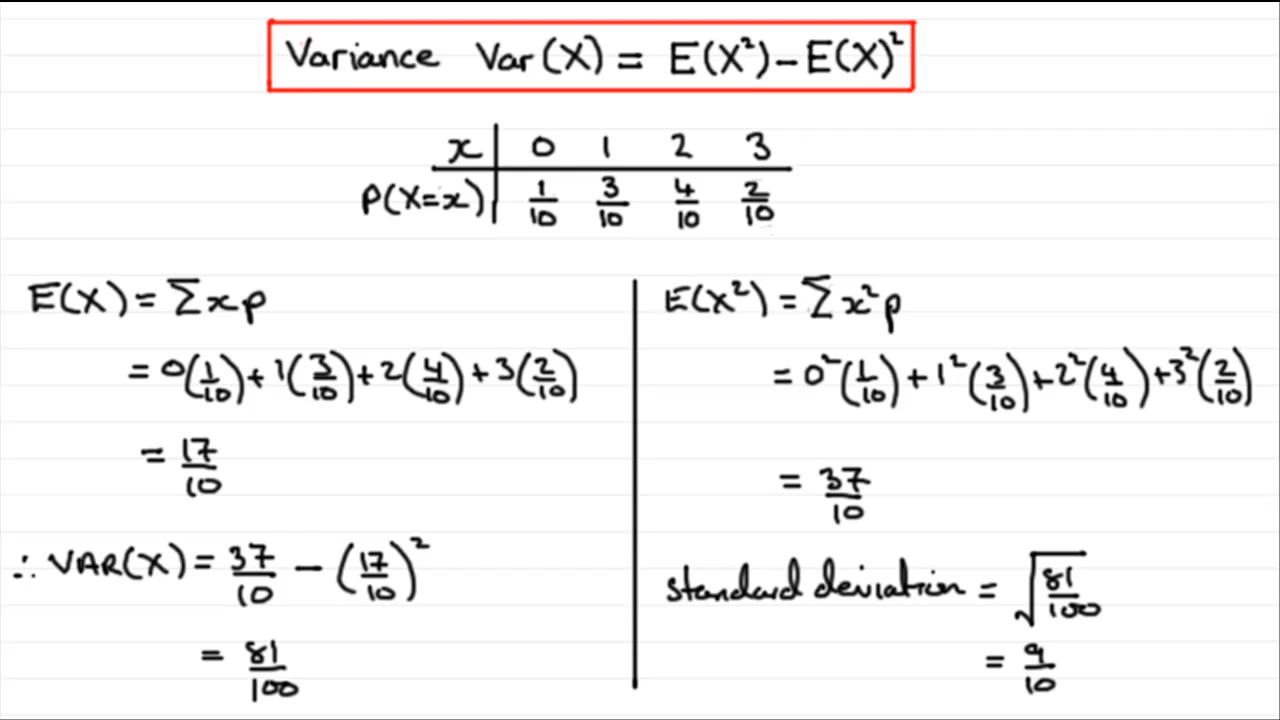 Variance Var(X) = E(X²) − E(X)²
x 0 1 2 3
P(X=x) 1/10 3/10 4/10 2/10
E(X) = ∑xp
= 0(1/10) + 1(3/10) + 2(4/10) + 3(2/10)
= 17/10
∴ VAR(X) = 37/10 − (17/10)²
= 81/100
E(X²) = ∑x²p
= 0²(1/10) + 1²(3/10) + 2²(4/10) + 3²(2/10)
= 37/10
standard deviation = √(81/100)
= 9/10